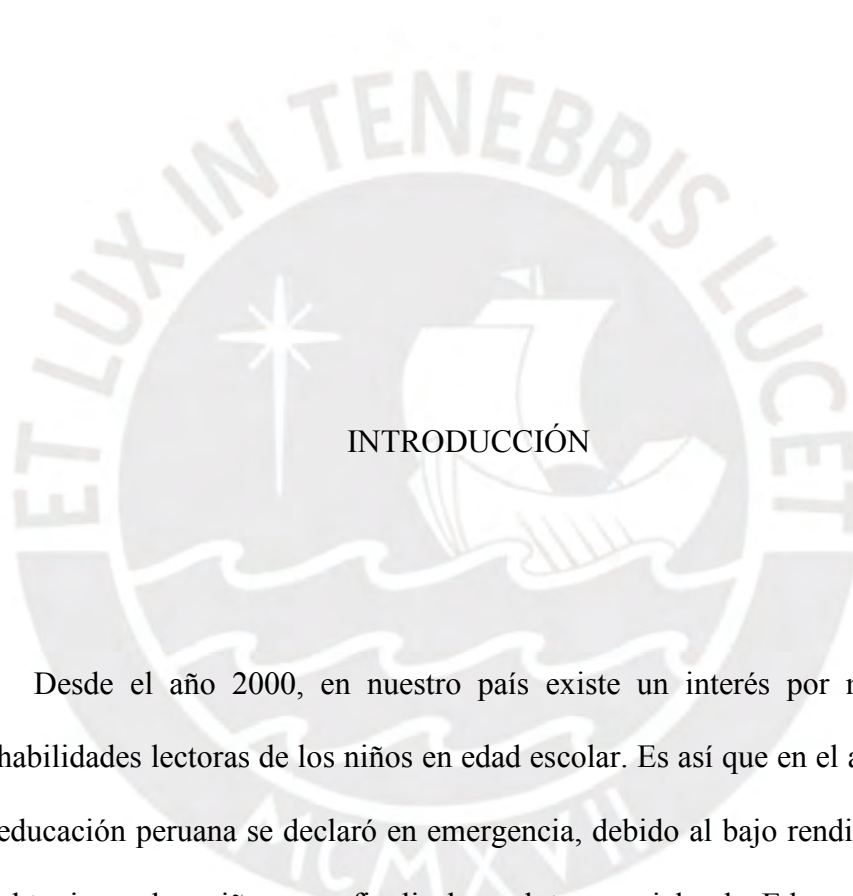 ET LUX IN TENEBRIS LUCET
INTRODUCCIÓN
Desde el año 2000, en nuestro país existe un interés por
habilidades lectoras de los niños en edad escolar. Es así que en el a
educación peruana se declaró en emergencia, debido al bajo rendi
MCMXVII